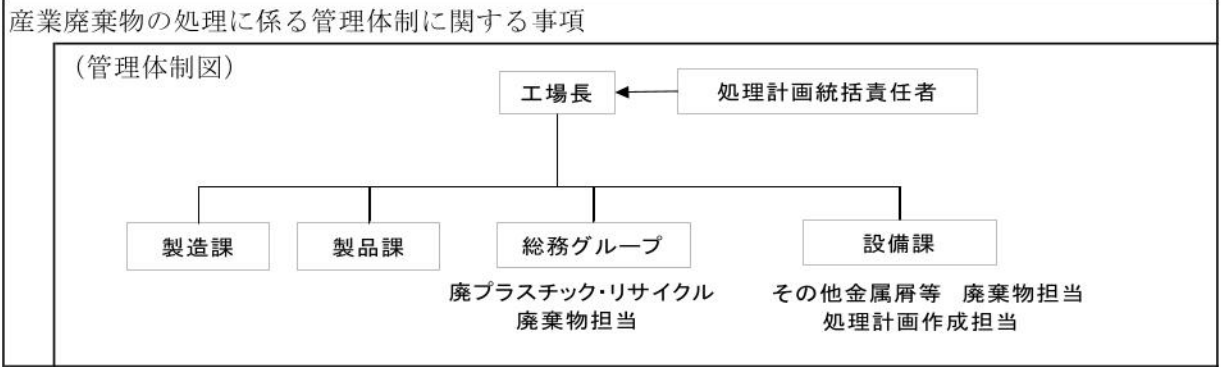 産業廃棄物の処理に係る管理体制に関する事項
（管理体制図）
工場長
処理計画統括責任者
製造課
製品課
総務グループ
設備課
廃プラスチック・リサイクル
廃棄物担当
その他金属屑等　廃棄物担当
処理計画作成担当